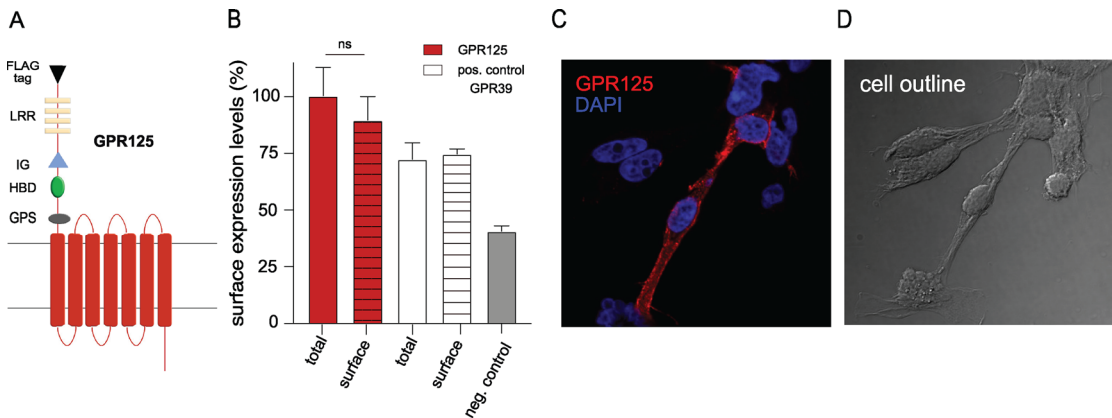 A
FLAG
tag
LRR
GPR125
IG
HBD
GPS
B
ns
GPR125
pos. control
GPR39
surface expression levels (%)
100
75
50
25
0
total
surface
total
surface
neg. control
C
GPR125
DAPI
D
cell outline